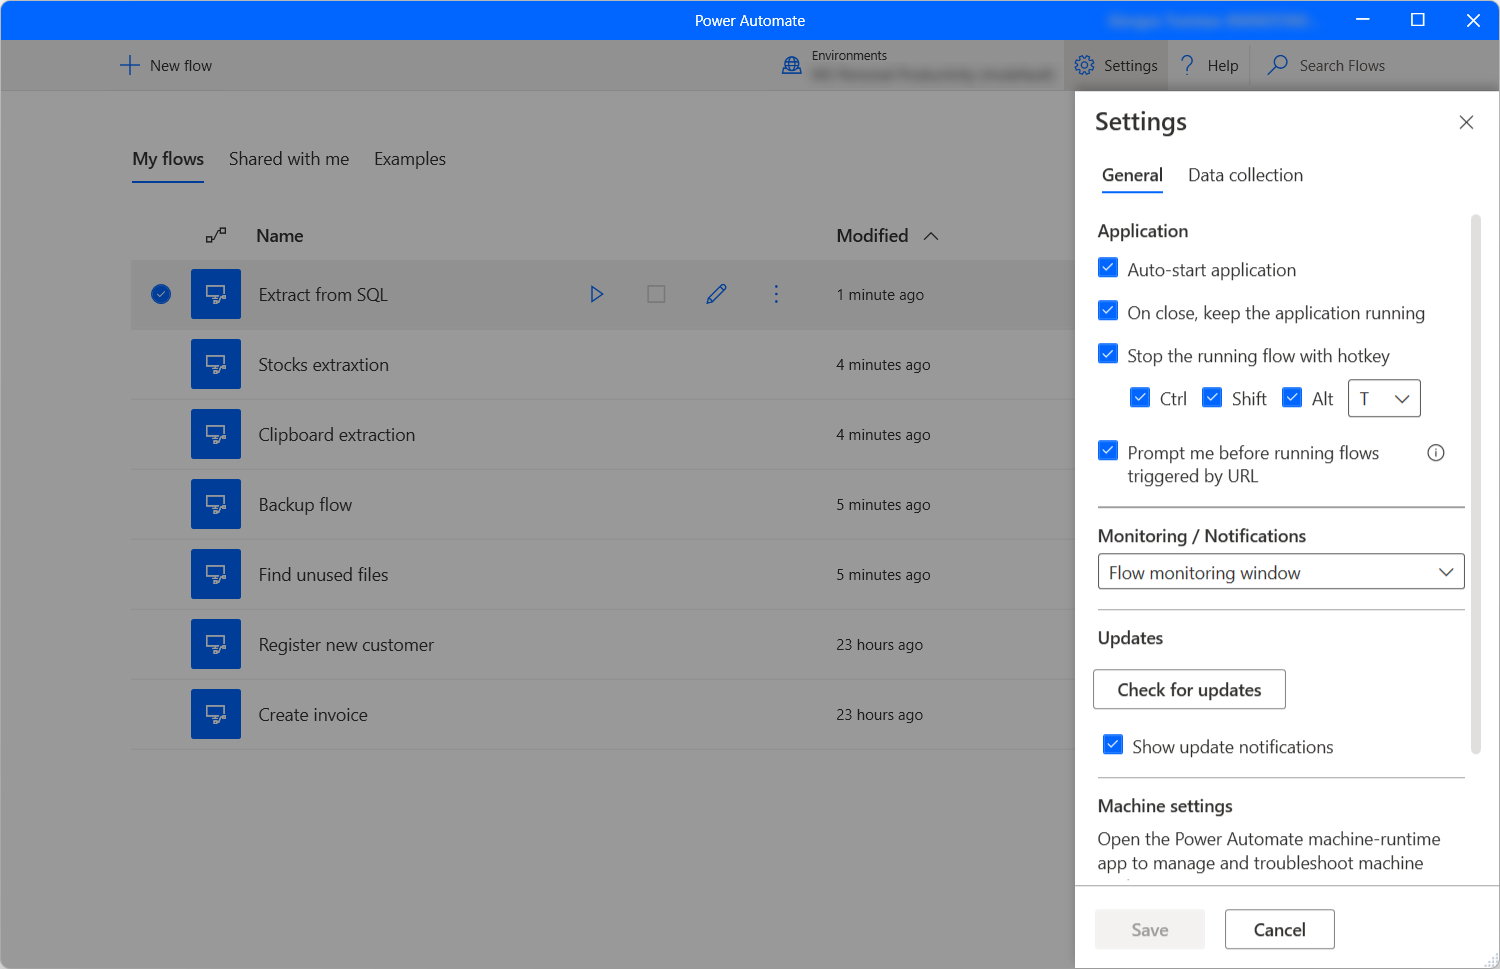 Power Automate
New flow
Environments
Settings
Help
Search Flows
My flows
Shared with me
Examples
Name
Modified
Extract from SQL
1 minute ago
Stocks extraxtion
4 minutes ago
Clipboard extraction
4 minutes ago
Backup flow
5 minutes ago
Find unused files
5 minutes ago
Register new customer
23 hours ago
Create invoice
23 hours ago
Settings
General
Data collection
Application
Auto-start application
On close, keep the application running
Stop the running flow with hotkey
Ctrl
Shift
Alt
T
Prompt me before running flows
triggered by URL
Monitoring / Notifications
Flow monitoring window
Updates
Check for updates
Show update notifications
Machine settings
Open the Power Automate machine-runtime
app to manage and troubleshoot machine
Save
Cancel